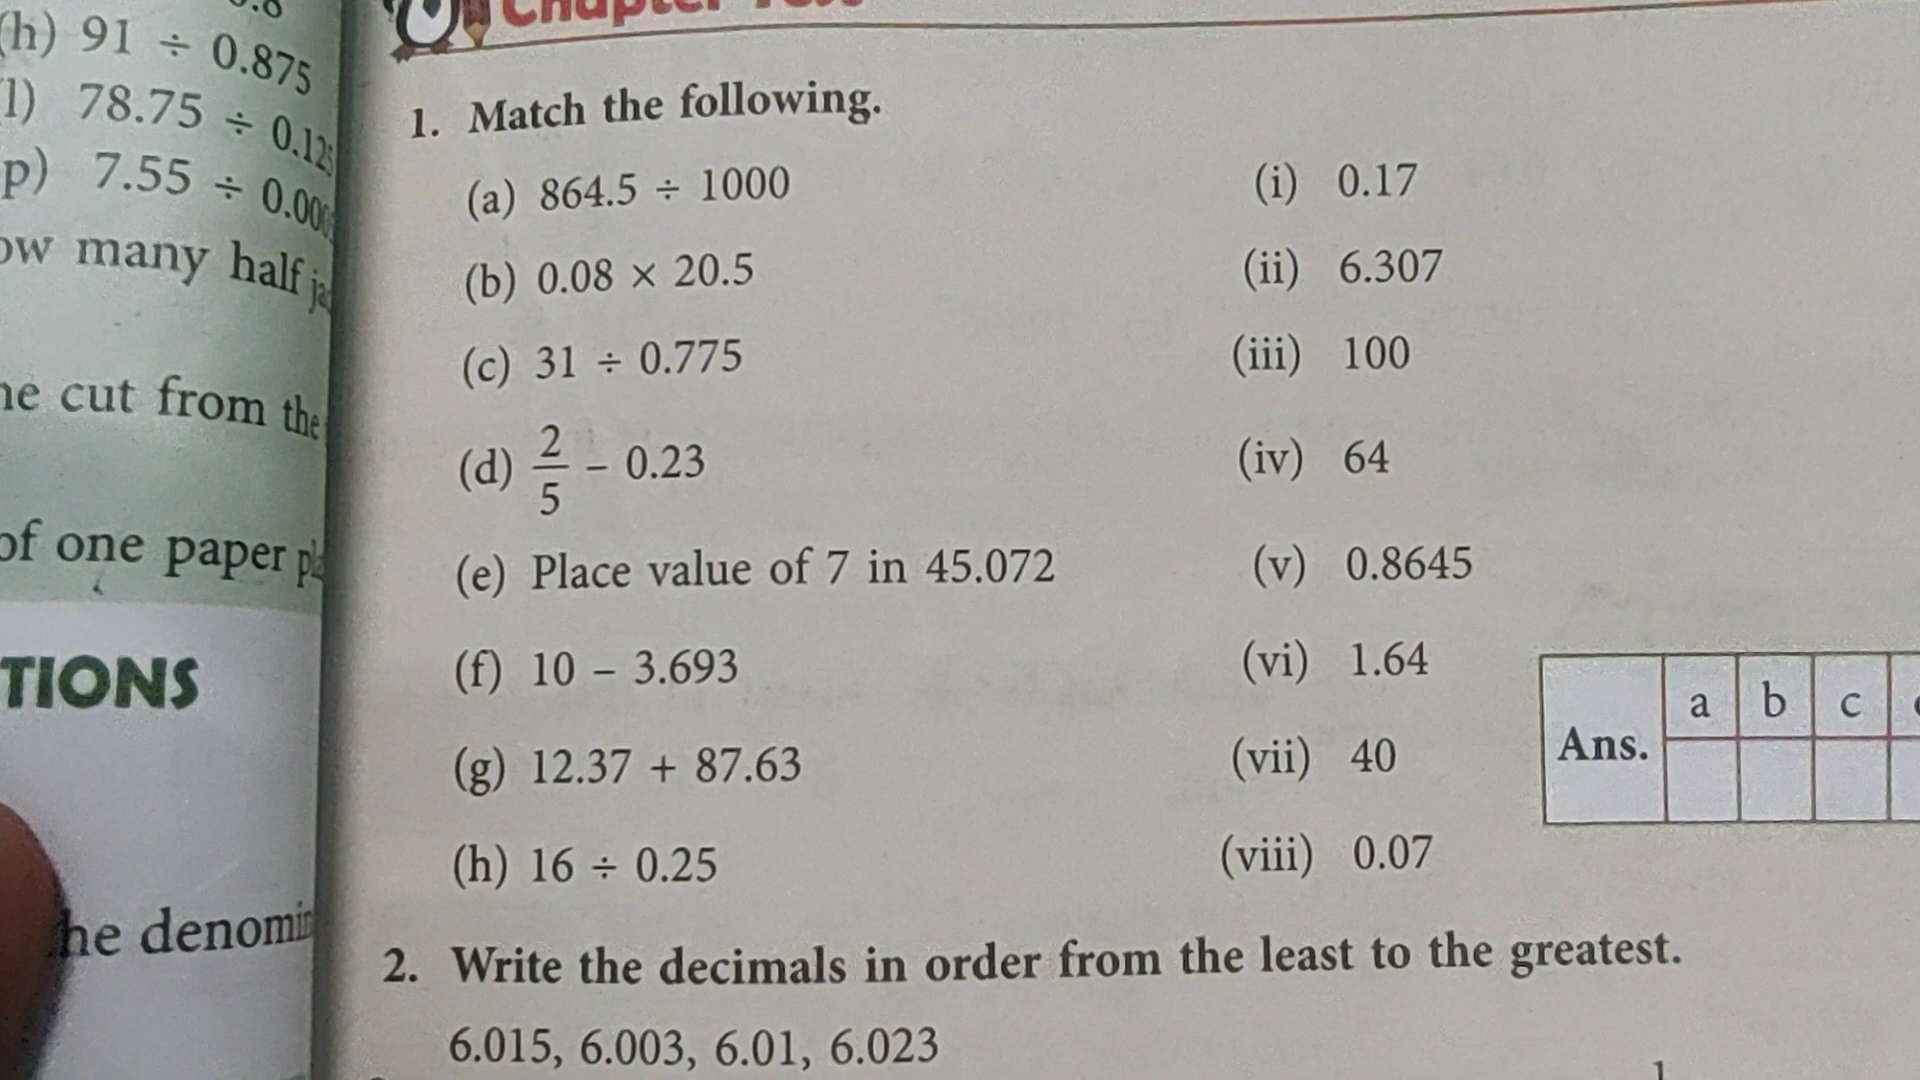 (h) 91 ÷ 0.875
78.75 ÷
p) 7.55 ÷
many half
cut from the
of one paper
TIONS
Chapter
1. Match the following.
(a) 864.5 ÷ 1000 (i) 0.17
(b) 0.08 × 20.5 (ii) 6.307
(c) 31 ÷ 0.775 (iii) 100
(d) 2/5 – 0.23 (iv) 64
(e) Place value of 7 in 45.072 (v) 0.8645
(f) 10 – 3.693 (vi) 1.64
(g) 12.37 + 87.63 (vii) 40
(h) 16 ÷ 0.25 (viii) 0.07
Ans. a b c
2. Write the decimals in order from the least to the greatest.
6.015, 6.003, 6.01, 6.023